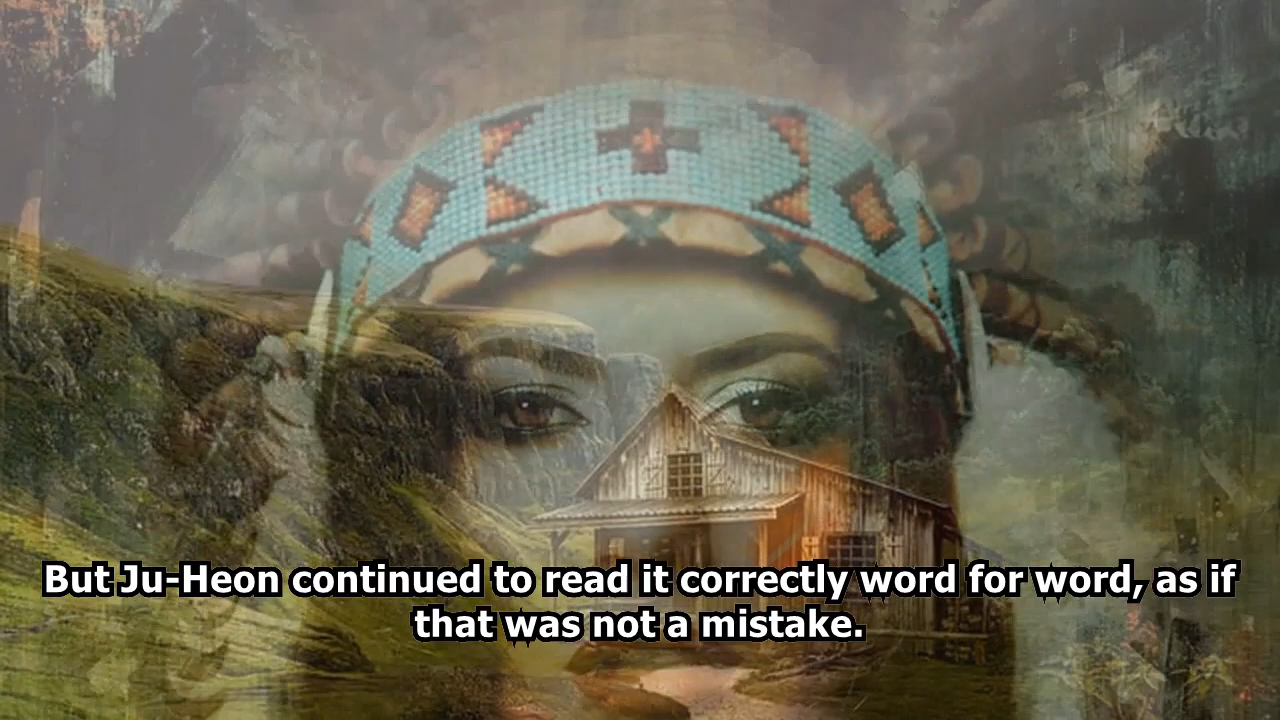 But Ju-Heon continued to read it correctly word for word, as if
that was not a mistake.